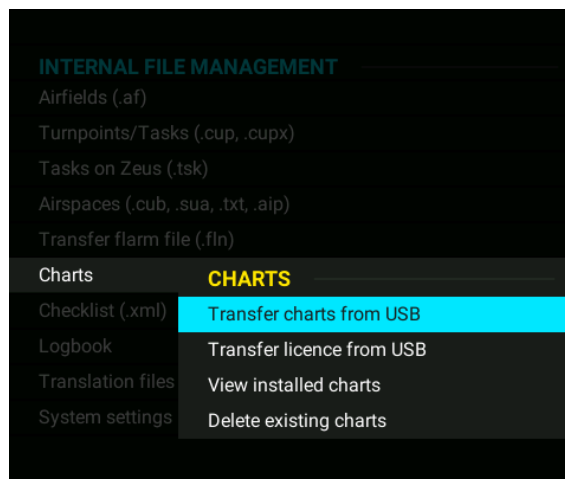 INTERNAL FILE MANAGEMENT
Airfields (.af)
Turnpoints/Tasks (.cup, .cupx)
Tasks on Zeus (.tsk)
Airspaces (.cub, .sua, .txt, .aip)
Transfer flarm file (.fln)
Charts
CHARTS
Checklist (.xml)
Transfer charts from USB
Logbook
Transfer licence from USB
Translation files
View installed charts
System settings
Delete existing charts